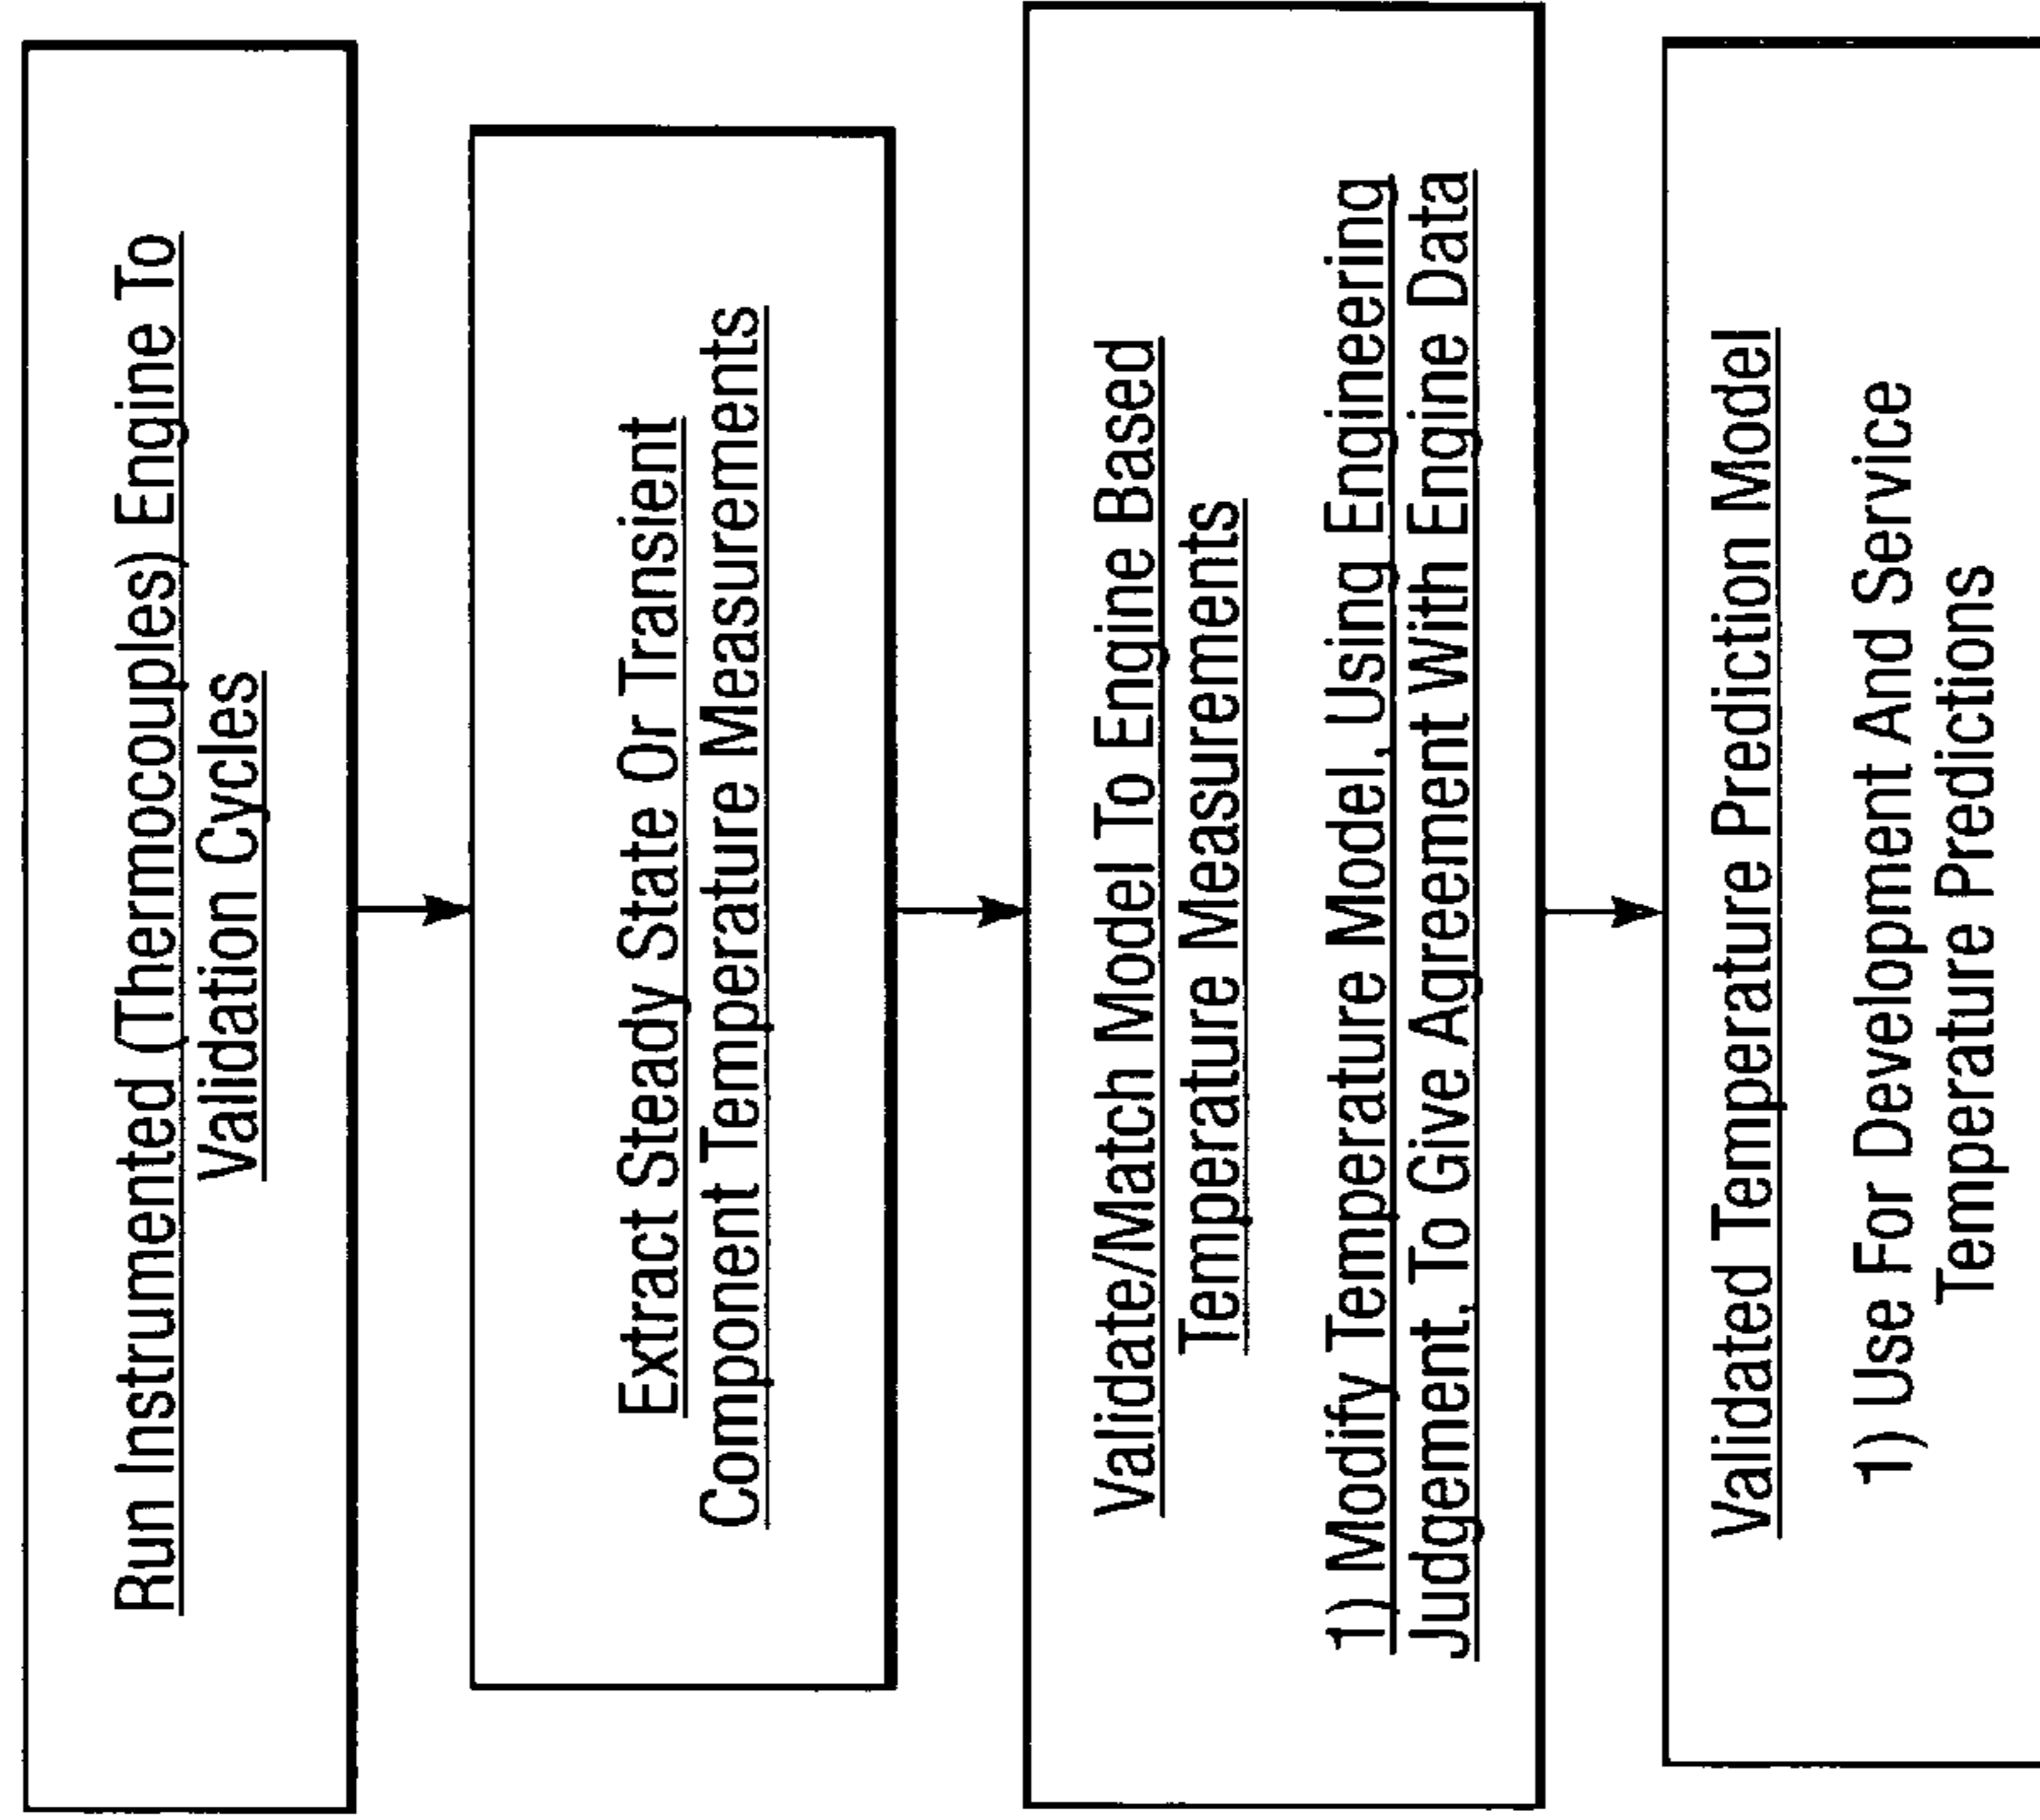 Run Instrumented (Thermocouples) Engine To
Validation Cycles
Extract Steady State Or Transient
Component Temperature Measurements
Validate/Match Model To Engine Based
Temperature Measurements
1) Modify Temperature Model, Using Engineering
Judgement, To Give Agreement With Engine Data
Validated Temperature Prediction Model
1) Use For Development And Service
Temperature Predictions